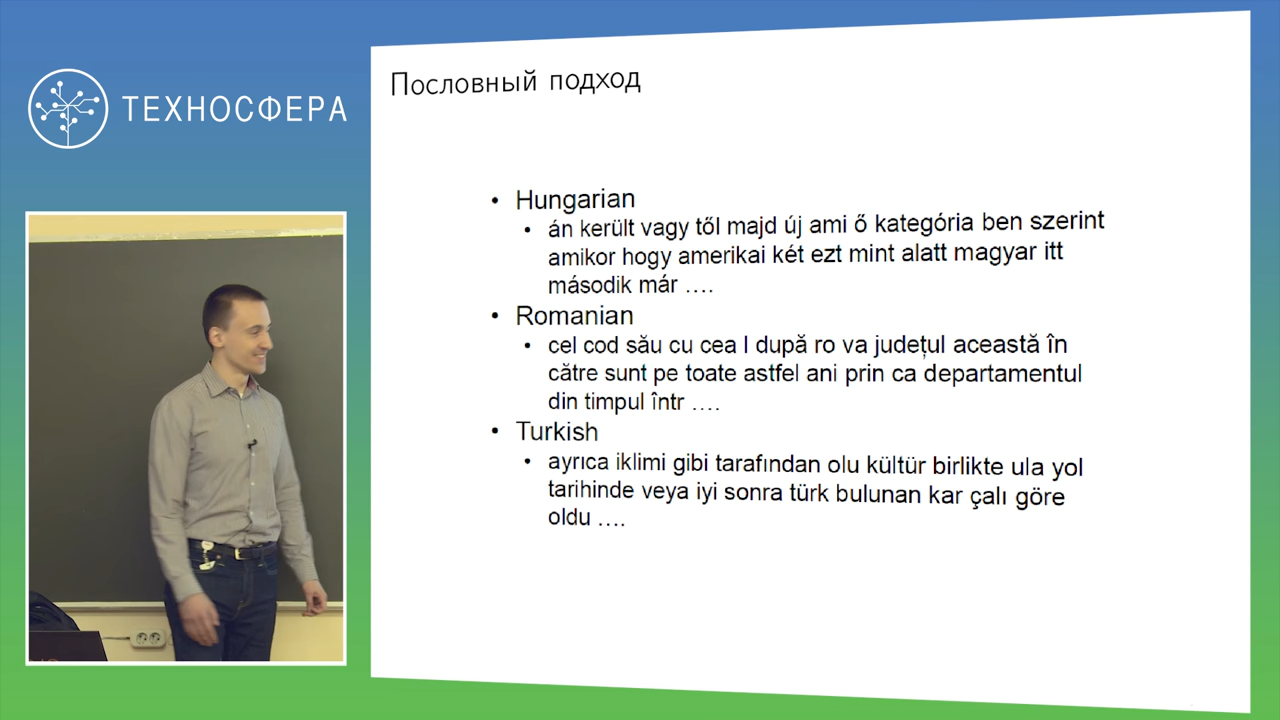 ТЕХНОСФЕРА
Пословный подход
• Hungarian
• án került vagy től majd új ami ő kategória ben szerint
amikor hogy amerikai két ezt mint alatt magyar itt
második már ….
• Romanian
• cel cod său cu cea l după ro va județul această în
către sunt pe toate astfel ani prin ca departamentul
din timpul într ….
• Turkish
• ayrıca iklimi gibi tarafından olu kültür birlikte ula yol
tarihinde veya iyi sonra türk bulunan kar çalı göre
oldu ….